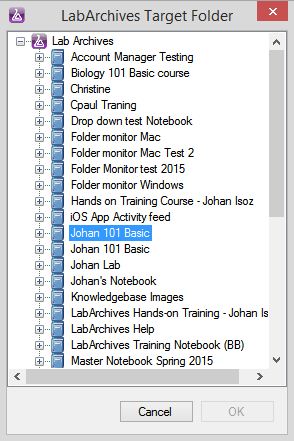 LabArchives Target Folder
Lab Archives
Account Manager Testing
Biology 101 Basic course
Christine
Cpaul Traning
Drop down test Notebook
Folder monitor Mac
Folder monitor Mac Test 2
Folder Monitor test 2015
Folder monitor Windows
Hands on Training Course - Johan Isoz
iOS App Activity feed
Johan 101 Basic
Johan 101 Basic
Johan Lab
Johan's Notebook
Knowledgebase Images
LabArchives Hands-on Training - Johan Is
LabArchives Help
LabArchives Training Notebook (BB)
Master Notebook Spring 2015
Cancel
OK